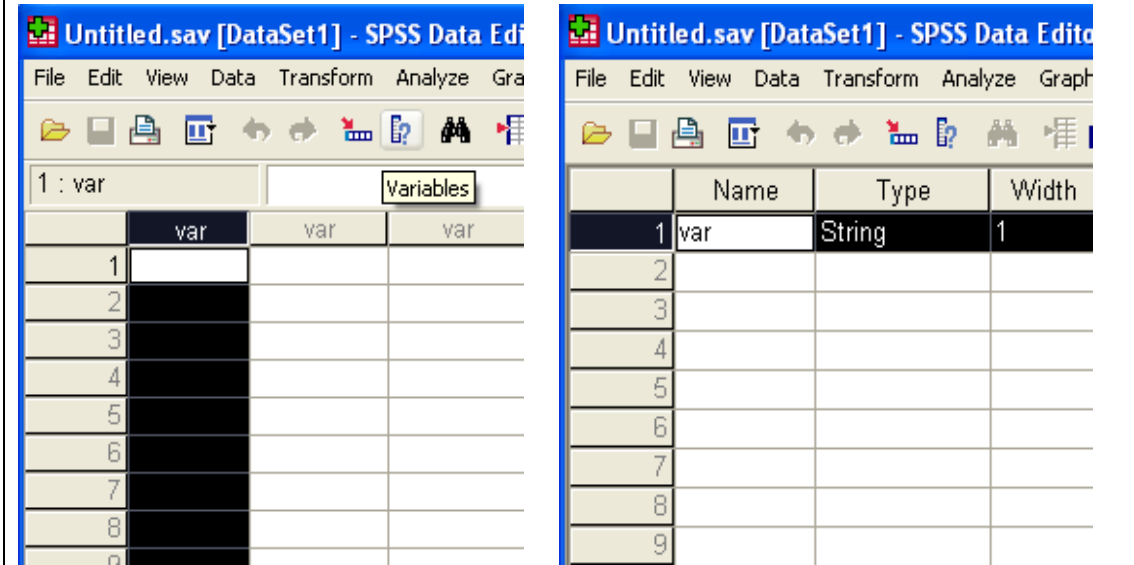 Untitled.sav [DataSet1] - SPSS Data Edi
File Edit View Data Transform Analyze Gra
1 : var
Variables
var var var
1
2
3
4
5
6
7
8
9
Untitled.sav [DataSet1] - SPSS Data Edito
File Edit View Data Transform Analyze Graph
Name Type Width
1 var String 1
2
3
4
5
6
7
8
9